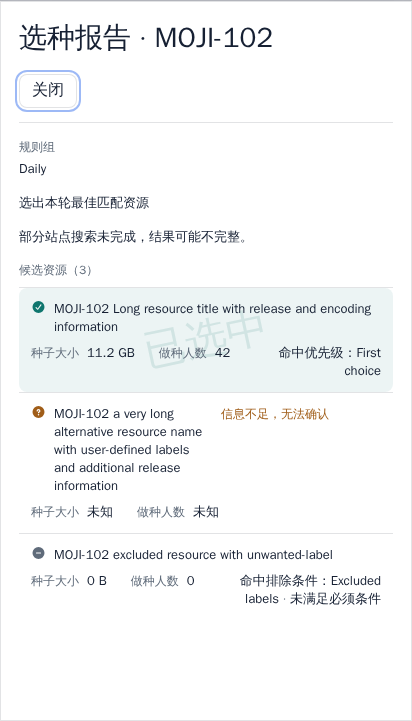 选种报告 · MOJI-102
关闭
规则组
Daily
选出本轮最佳匹配资源
部分站点搜索未完成，结果可能不完整。
候选资源（3）
MOJI-102 Long resource title with release and encoding
information
已选中
种子大小 11.2 GB 做种人数 42 命中优先级：First
choice
MOJI-102 a very long 信息不足，无法确认
alternative resource name
with user-defined labels
and additional release
information
种子大小 未知 做种人数 未知
MOJI-102 excluded resource with unwanted-label
种子大小 0 B 做种人数 0 命中排除条件：Excluded
labels · 未满足必须条件